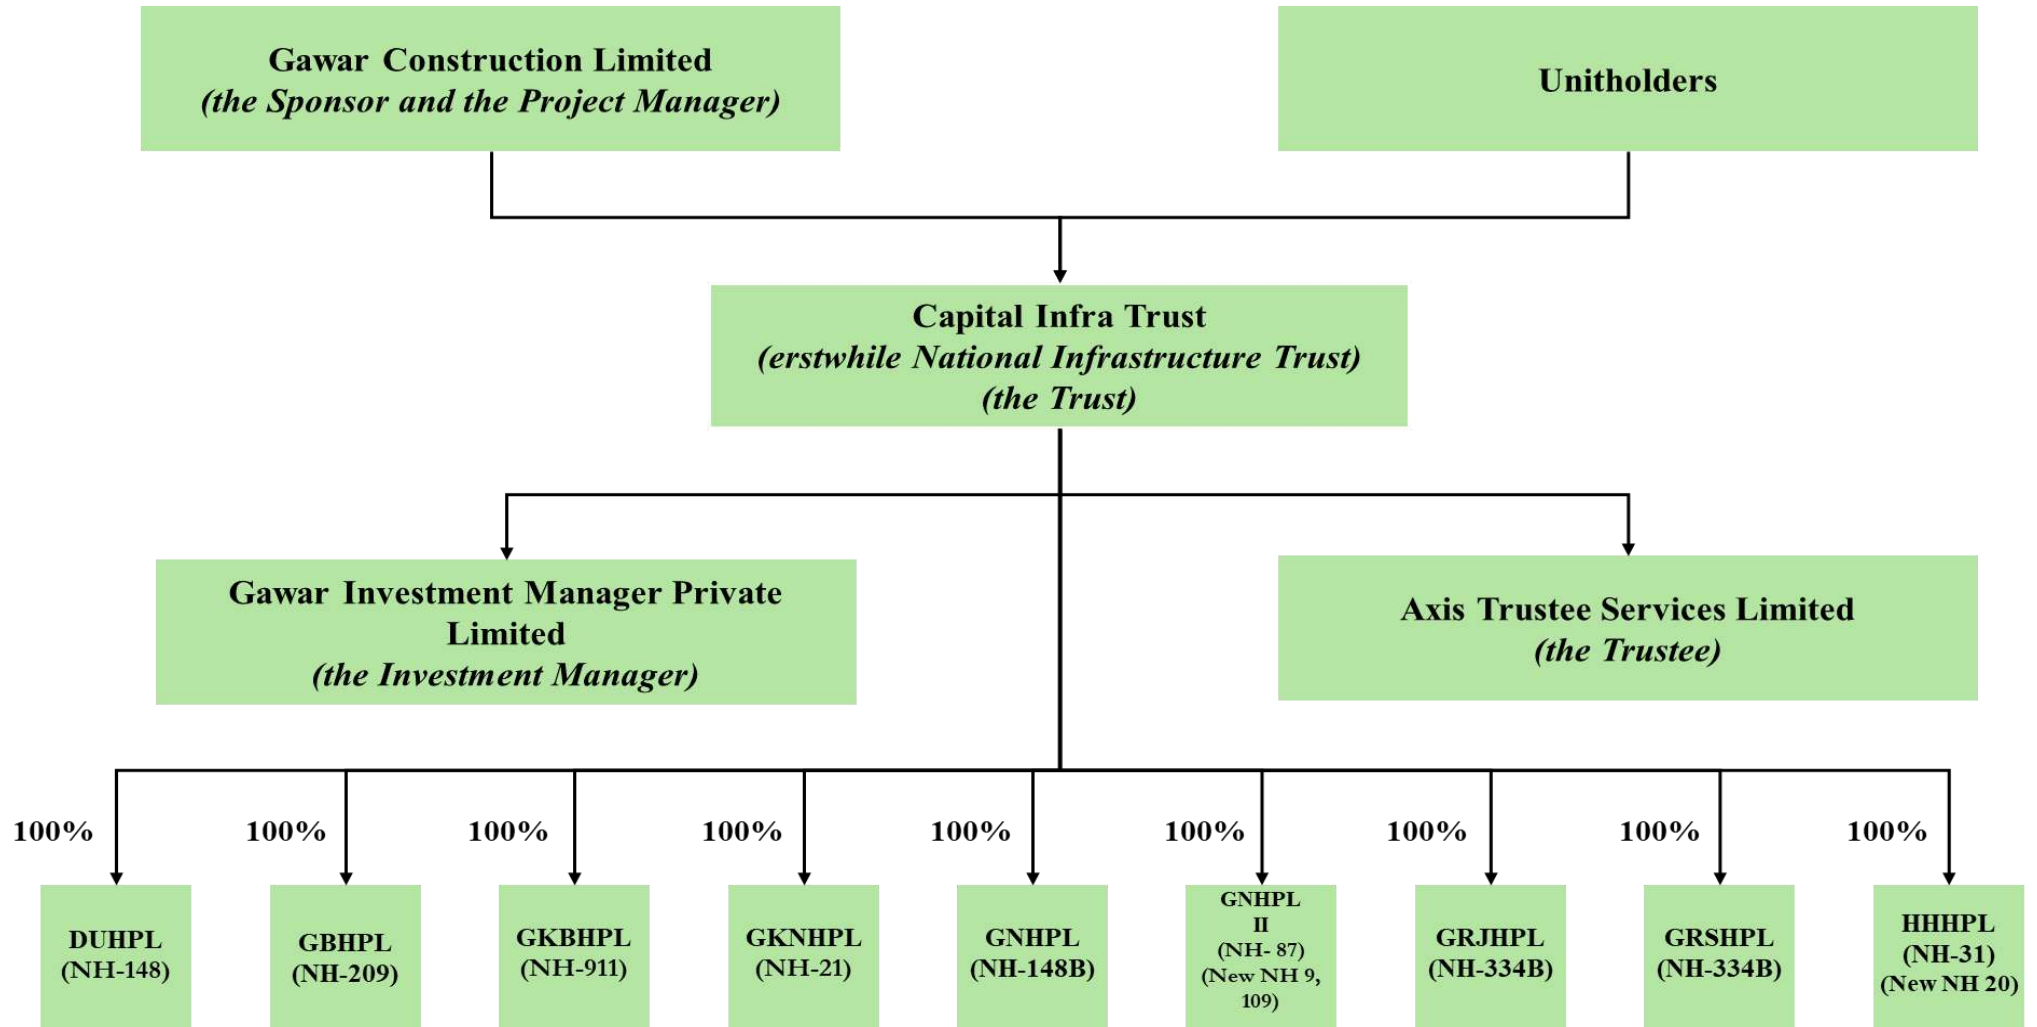 Gawar Construction Limited
(the Sponsor and the Project Manager)
Unitholders
Capital Infra Trust
(erstwhile National Infrastructure Trust)
(the Trust)
Gawar Investment Manager Private
Limited
(the Investment Manager)
Axis Trustee Services Limited
(the Trustee)
100%
100%
100%
100%
100%
100%
100%
100%
100%
DUHPL
(NH-148)
GBHPL
(NH-209)
GKBHPL
(NH-911)
GKNHPL
(NH-21)
GNHPL
(NH-148B)
GNHPL
II
(NH- 87)
(New NH 9,
109)
GRJHPL
(NH-334B)
GRSHPL
(NH-334B)
HHHPL
(NH-31)
(New NH 20)